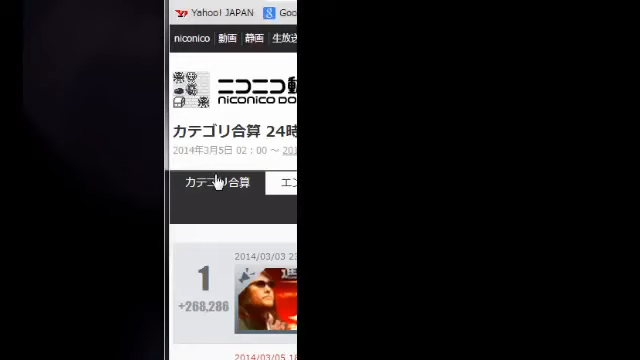 Yahoo! JAPAN Goo
niconico 動画 静画 生放送
ニコニコ動
niconico
カテゴリ合算 24時
2014年3月5日 02：00 ～ 201
カテゴリ合算 エン
2014/03/03 23
1
+268,286
2014/03/05 18